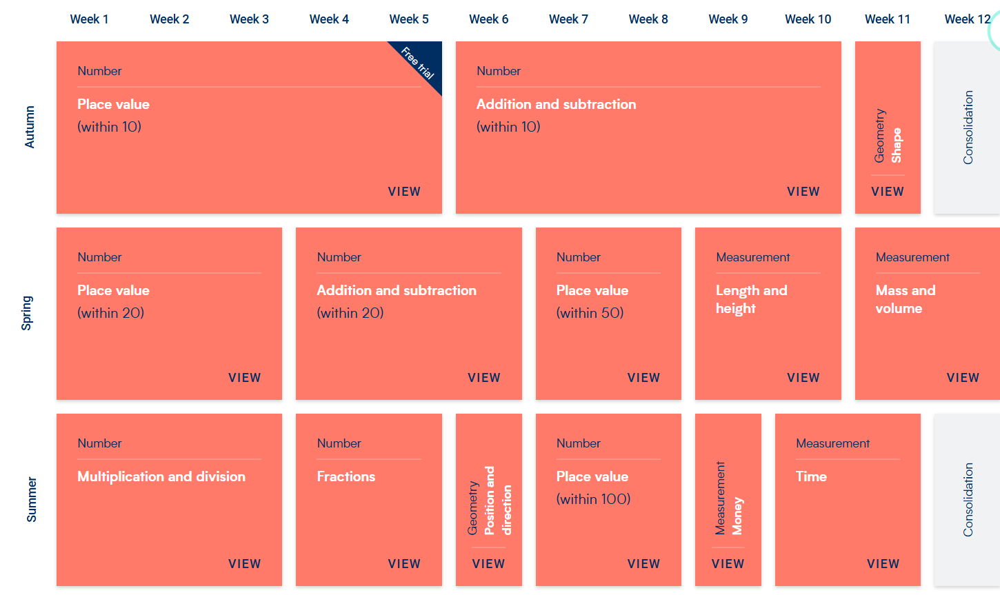 Week 1 Week 2 Week 3 Week 4 Week 5 Week 6 Week 7 Week 8 Week 9 Week 10 Week 11 Week 12
Autumn
Number
Free trial
Place value
(within 10)
VIEW
Number
Addition and subtraction
(within 10)
VIEW
Geometry
Shape
VIEW
Consolidation
Spring
Number
Place value
(within 20)
VIEW
Number
Addition and subtraction
(within 20)
VIEW
Number
Place value
(within 50)
VIEW
Measurement
Length and
height
VIEW
Measurement
Mass and
volume
VIEW
Summer
Number
Multiplication and division
VIEW
Number
Fractions
VIEW
Geometry
Position and
direction
VIEW
Number
Place value
(within 100)
VIEW
Measurement
Money
VIEW
Measurement
Time
VIEW
Consolidation